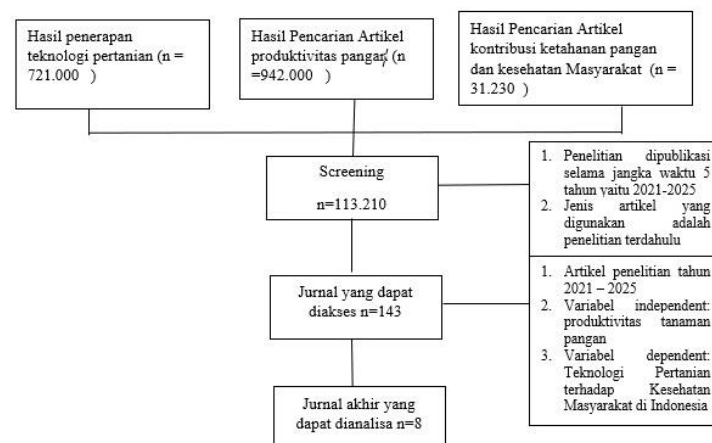 Hasil penerapan
teknologi pertanian (n =
721.000 )
Hasil Pencarian Artikel
produktivitas pangan (n
=942.000 )
Hasil Pencarian Artikel
kontribusi ketahanan pangan
dan kesehatan Masyarakat (n =
31.230 )
Screening
n=113.210
1. Penelitian dipublikasi
selama jangka waktu 5
tahun yaitu 2021-2025
2. Jenis artikel yang
digunakan adalah
penelitian terdahulu
Jurnal yang dapat
diakses n=143
1. Artikel penelitian tahun
2021 – 2025
2. Variabel independent:
produktivitas tanaman
pangan
3. Variabel dependent:
Teknologi Pertanian
terhadap Kesehatan
Masyarakat di Indonesia
Jurnal akhir yang
dapat dianalisa n=8